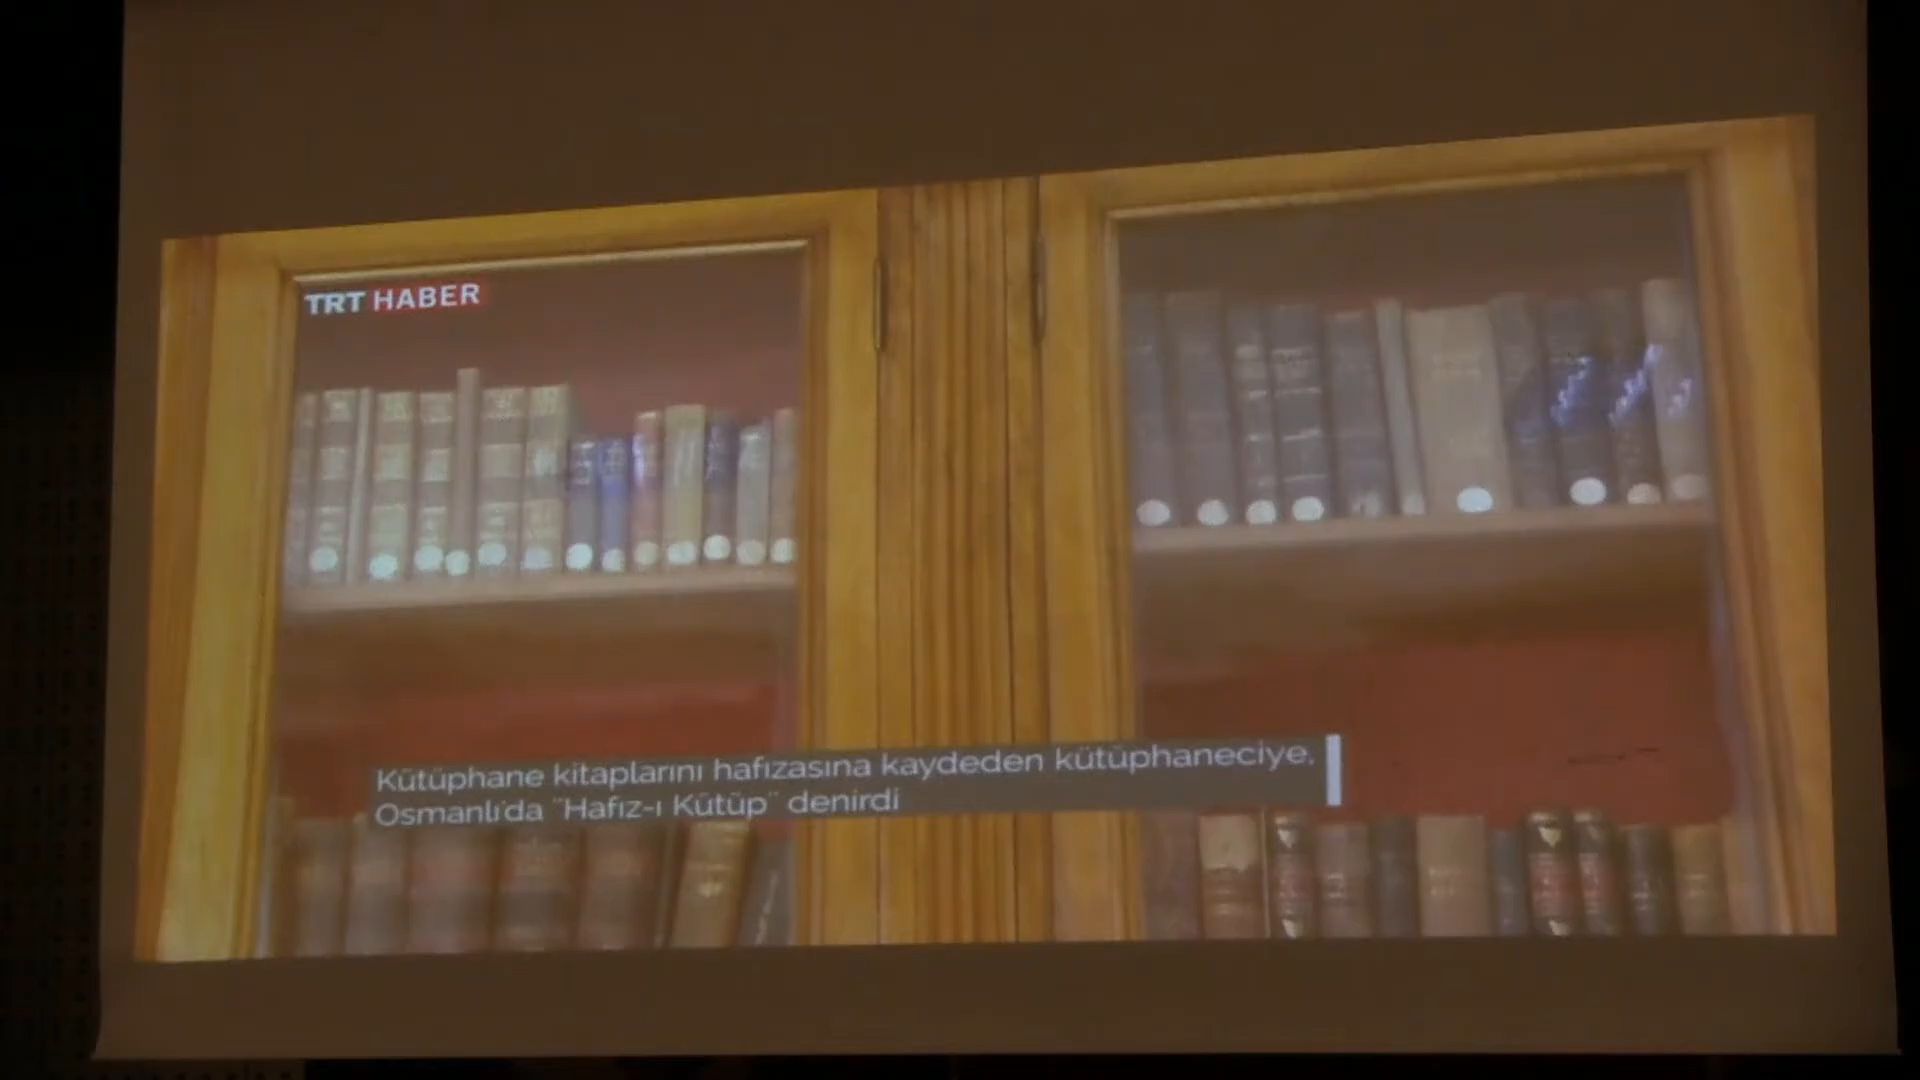 TRT HABER
Kütüphane kitaplarını hafızasına kaydeden kütüphaneciye,
Osmanlı'da "Hafız-ı Kütüp" denirdi